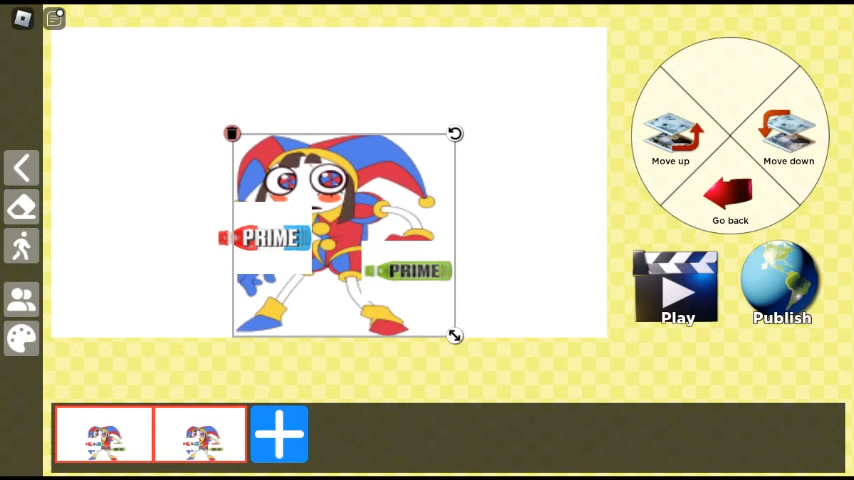 Move up
Move down
Go back
PRIME
PRIME
Play
Publish